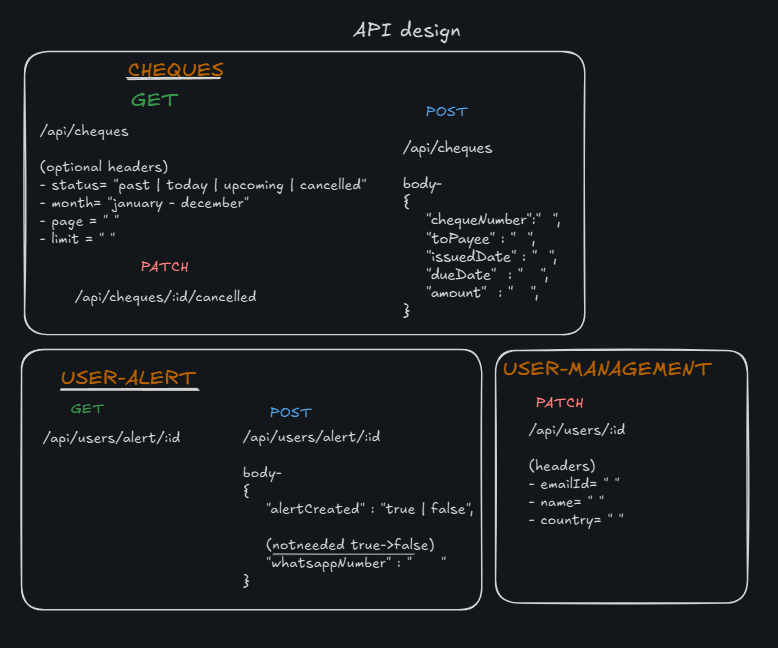 API design
CHEQUES
GET
/api/cheques
(optional headers)
- status= "past | today | upcoming | cancelled"
- month= "january - december"
- page = " "
- limit = " "
PATCH
/api/cheques/:id/cancelled
POST
/api/cheques
body-
{
"chequeNumber":" ",
"toPayee" : " ",
"issuedDate" : " ",
"dueDate" : " ",
"amount" : " ",
}
USER-ALERT
GET
/api/users/alert/:id
POST
/api/users/alert/:id
body-
{
"alertCreated" : "true | false",
(notneeded true->false)
"whatsappNumber" : " "
}
USER-MANAGEMENT
PATCH
/api/users/:id
(headers)
- emailId= " "
- name= " "
- country= " "